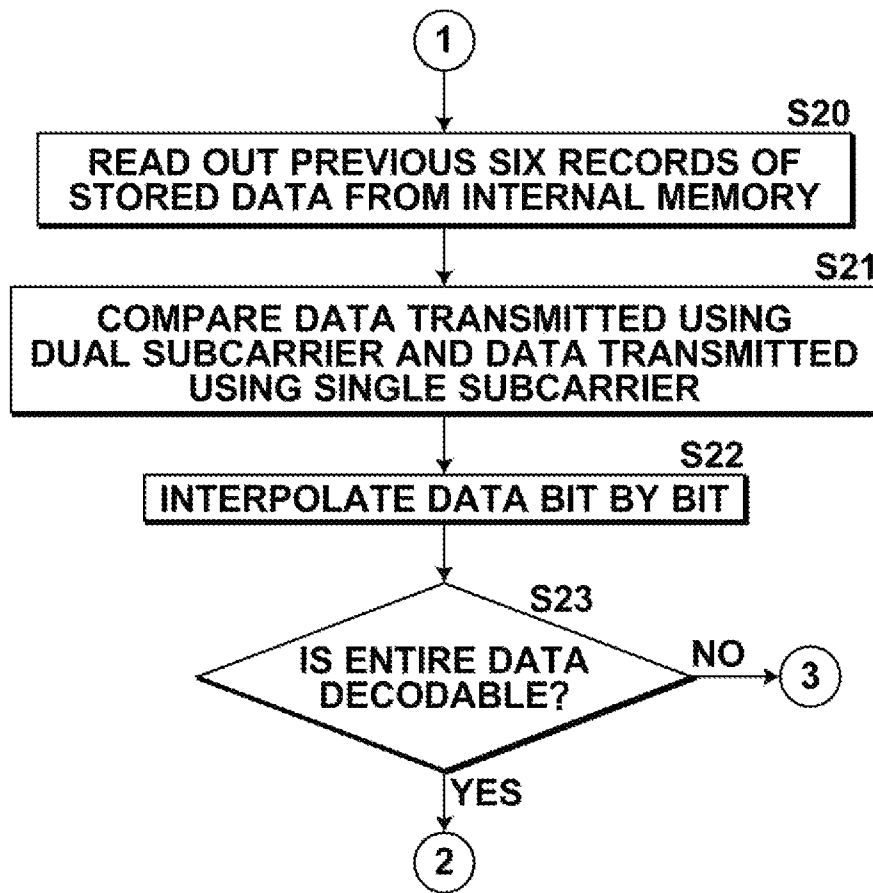 1
S20
READ OUT PREVIOUS SIX RECORDS OF
STORED DATA FROM INTERNAL MEMORY
S21
COMPARE DATA TRANSMITTED USING
DUAL SUBCARRIER AND DATA TRANSMITTED
USING SINGLE SUBCARRIER
S22
INTERPOLATE DATA BIT BY BIT
S23
IS ENTIRE DATA
DECODABLE?
NO
3
YES
2